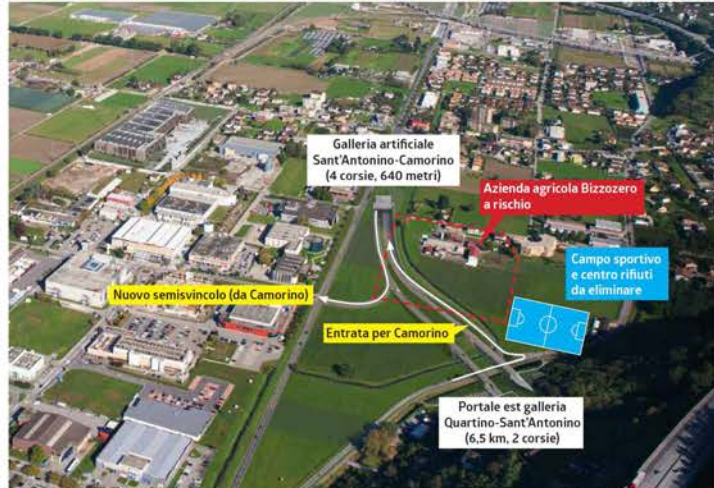 Galleria artificiale
Sant'Antonino-Camorino
(4 corsie, 640 metri)
Azienda agricola Bizzozero
a rischio
Campo sportivo
e centro rifiuti
da eliminare
Nuovo semisvincolo (da Camorino)
Entrata per Camorino
Portale est galleria
Quartino-Sant'Antonino
(6,5 km, 2 corsie)